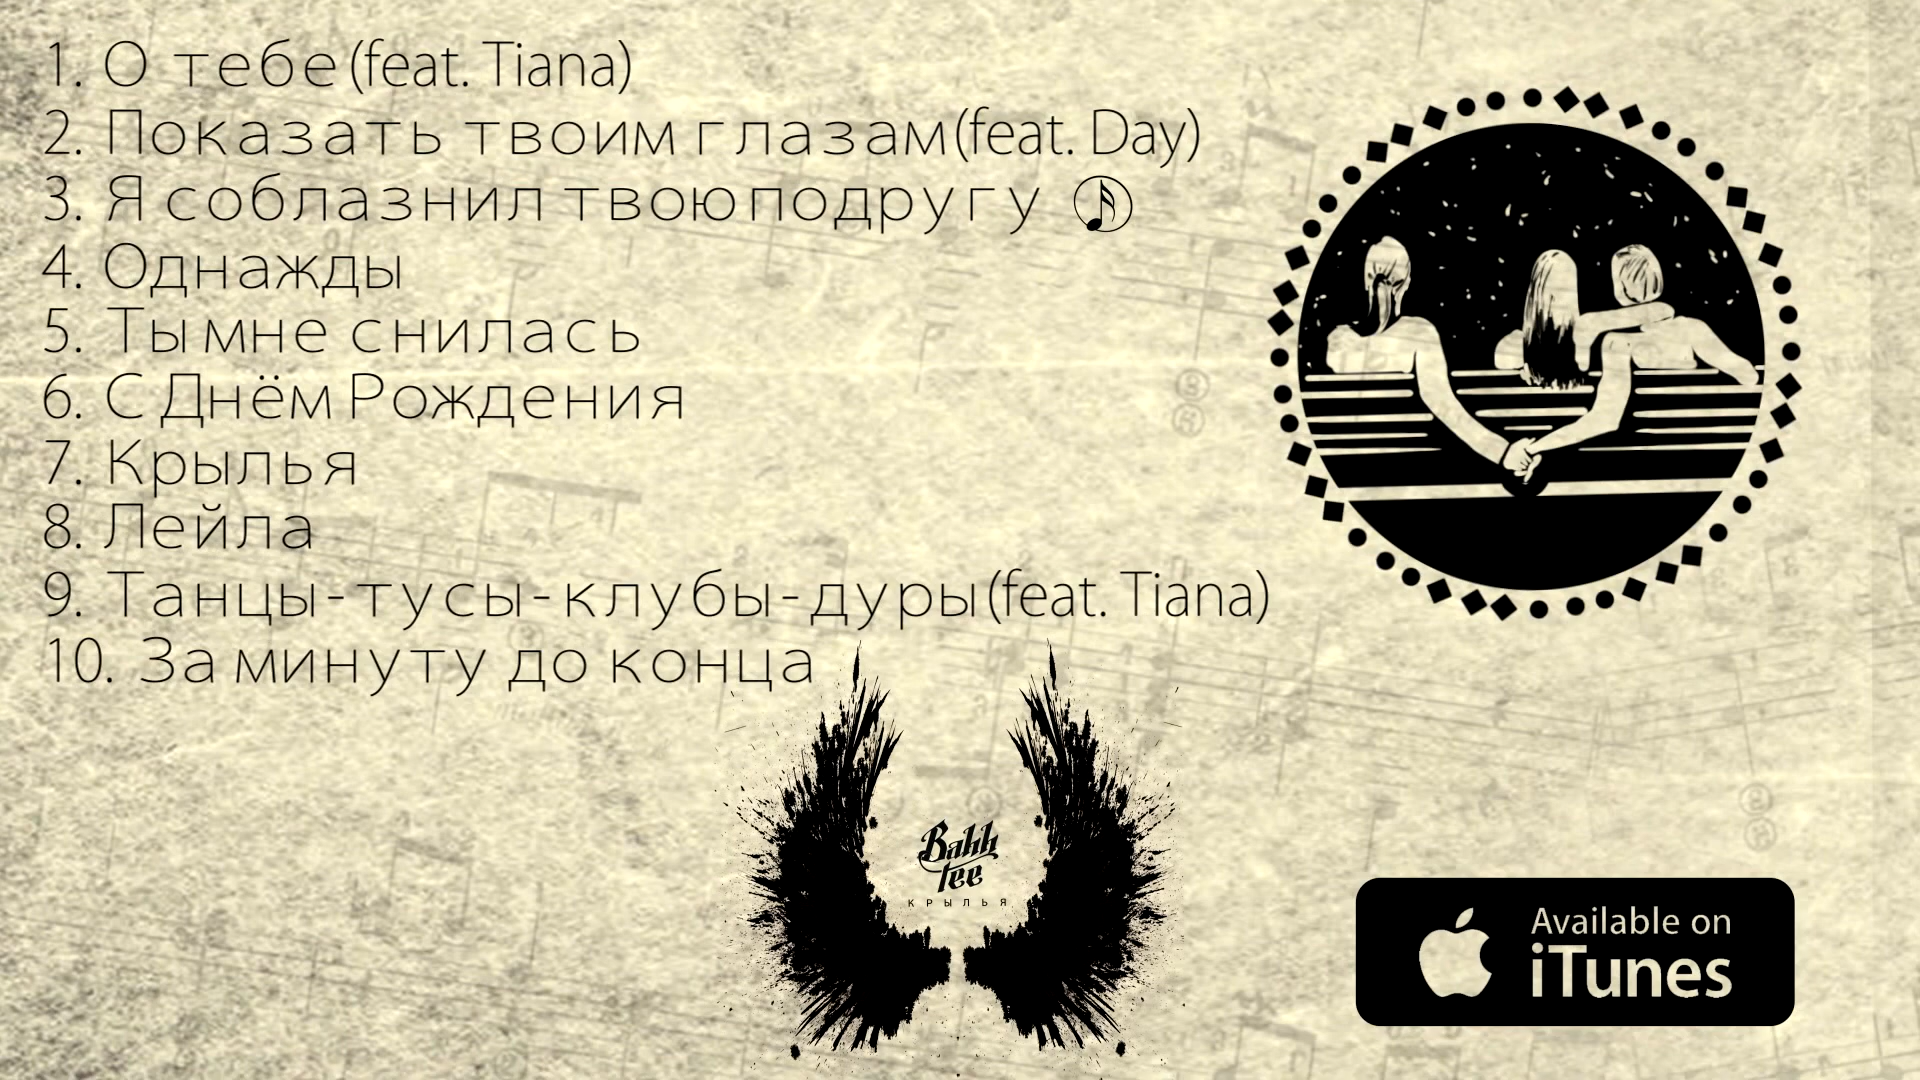 1. О тебе (feat. Tiana)
2. Показать твоим глазам (feat. Day)
3. Я соблазнил твою подругу
4. Однажды
5. Ты мне снилась
6. С Днём Рождения
7. Крылья
8. Лейла
9. Танцы-тусы-клубы-дуры (feat. Tiana)
10. За минуту до конца
Bahh
tee
КРЫЛЬЯ
Available on
iTunes